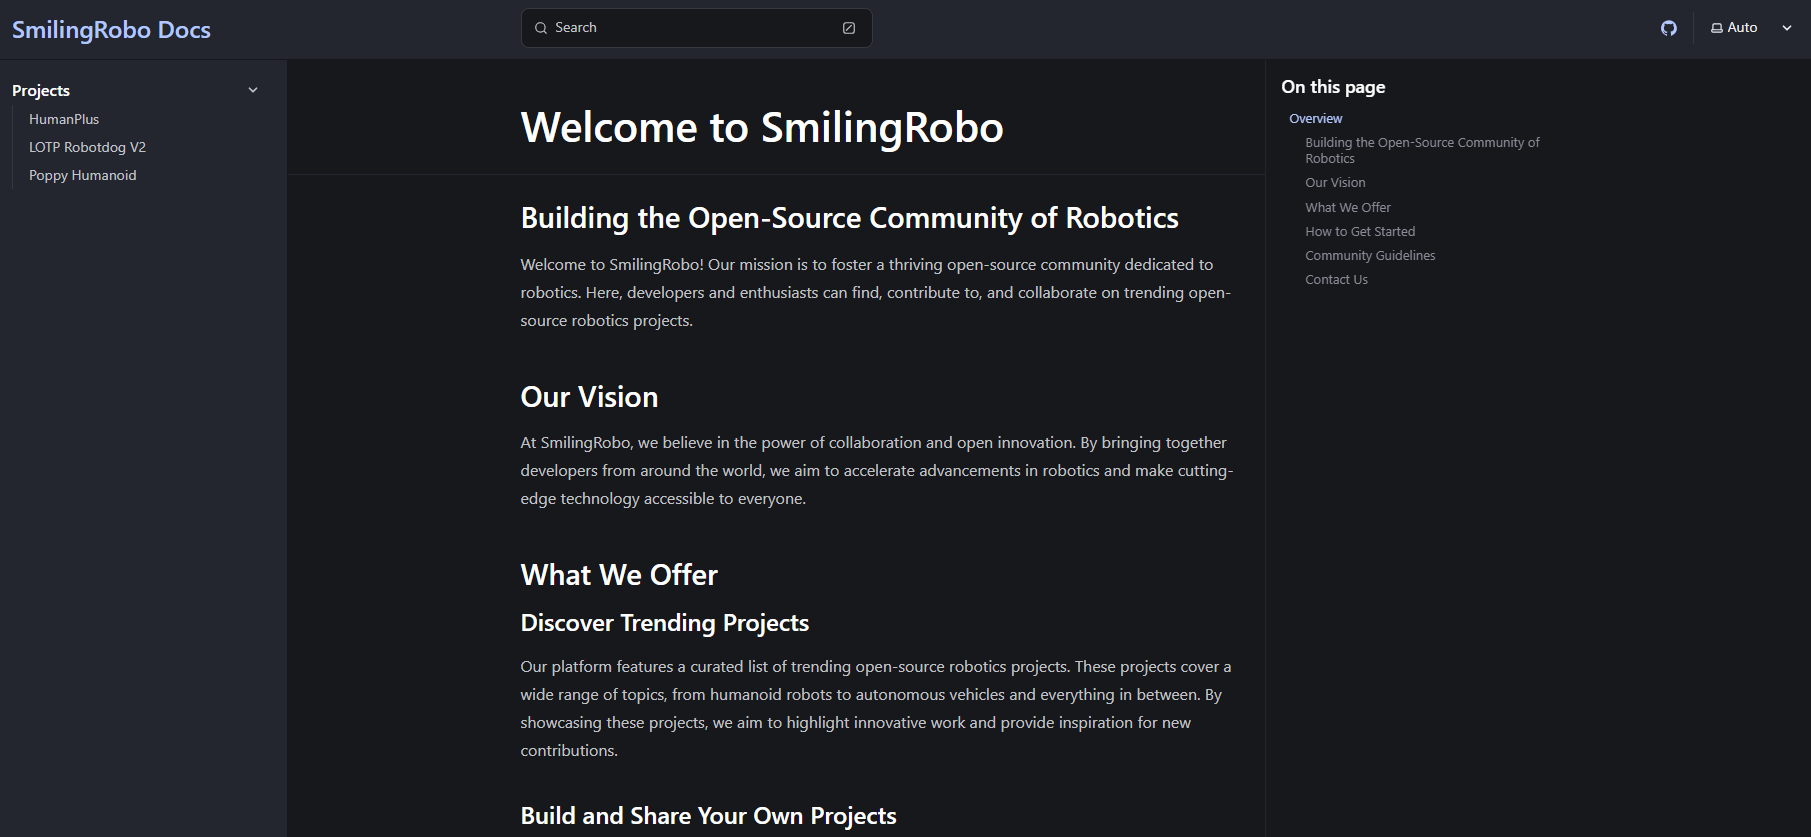 SmilingRobo Docs
Search
Auto
Projects
HumanPlus
LOTP Robotdog V2
Poppy Humanoid
Welcome to SmilingRobo
Building the Open-Source Community of Robotics
Welcome to SmilingRobo! Our mission is to foster a thriving open-source community dedicated to
robotics. Here, developers and enthusiasts can find, contribute to, and collaborate on trending open-
source robotics projects.
Our Vision
At SmilingRobo, we believe in the power of collaboration and open innovation. By bringing together
developers from around the world, we aim to accelerate advancements in robotics and make cutting-
edge technology accessible to everyone.
What We Offer
Discover Trending Projects
Our platform features a curated list of trending open-source robotics projects. These projects cover a
wide range of topics, from humanoid robots to autonomous vehicles and everything in between. By
showcasing these projects, we aim to highlight innovative work and provide inspiration for new
contributions.
Build and Share Your Own Projects
On this page
Overview
Building the Open-Source Community of
Robotics
Our Vision
What We Offer
How to Get Started
Community Guidelines
Contact Us